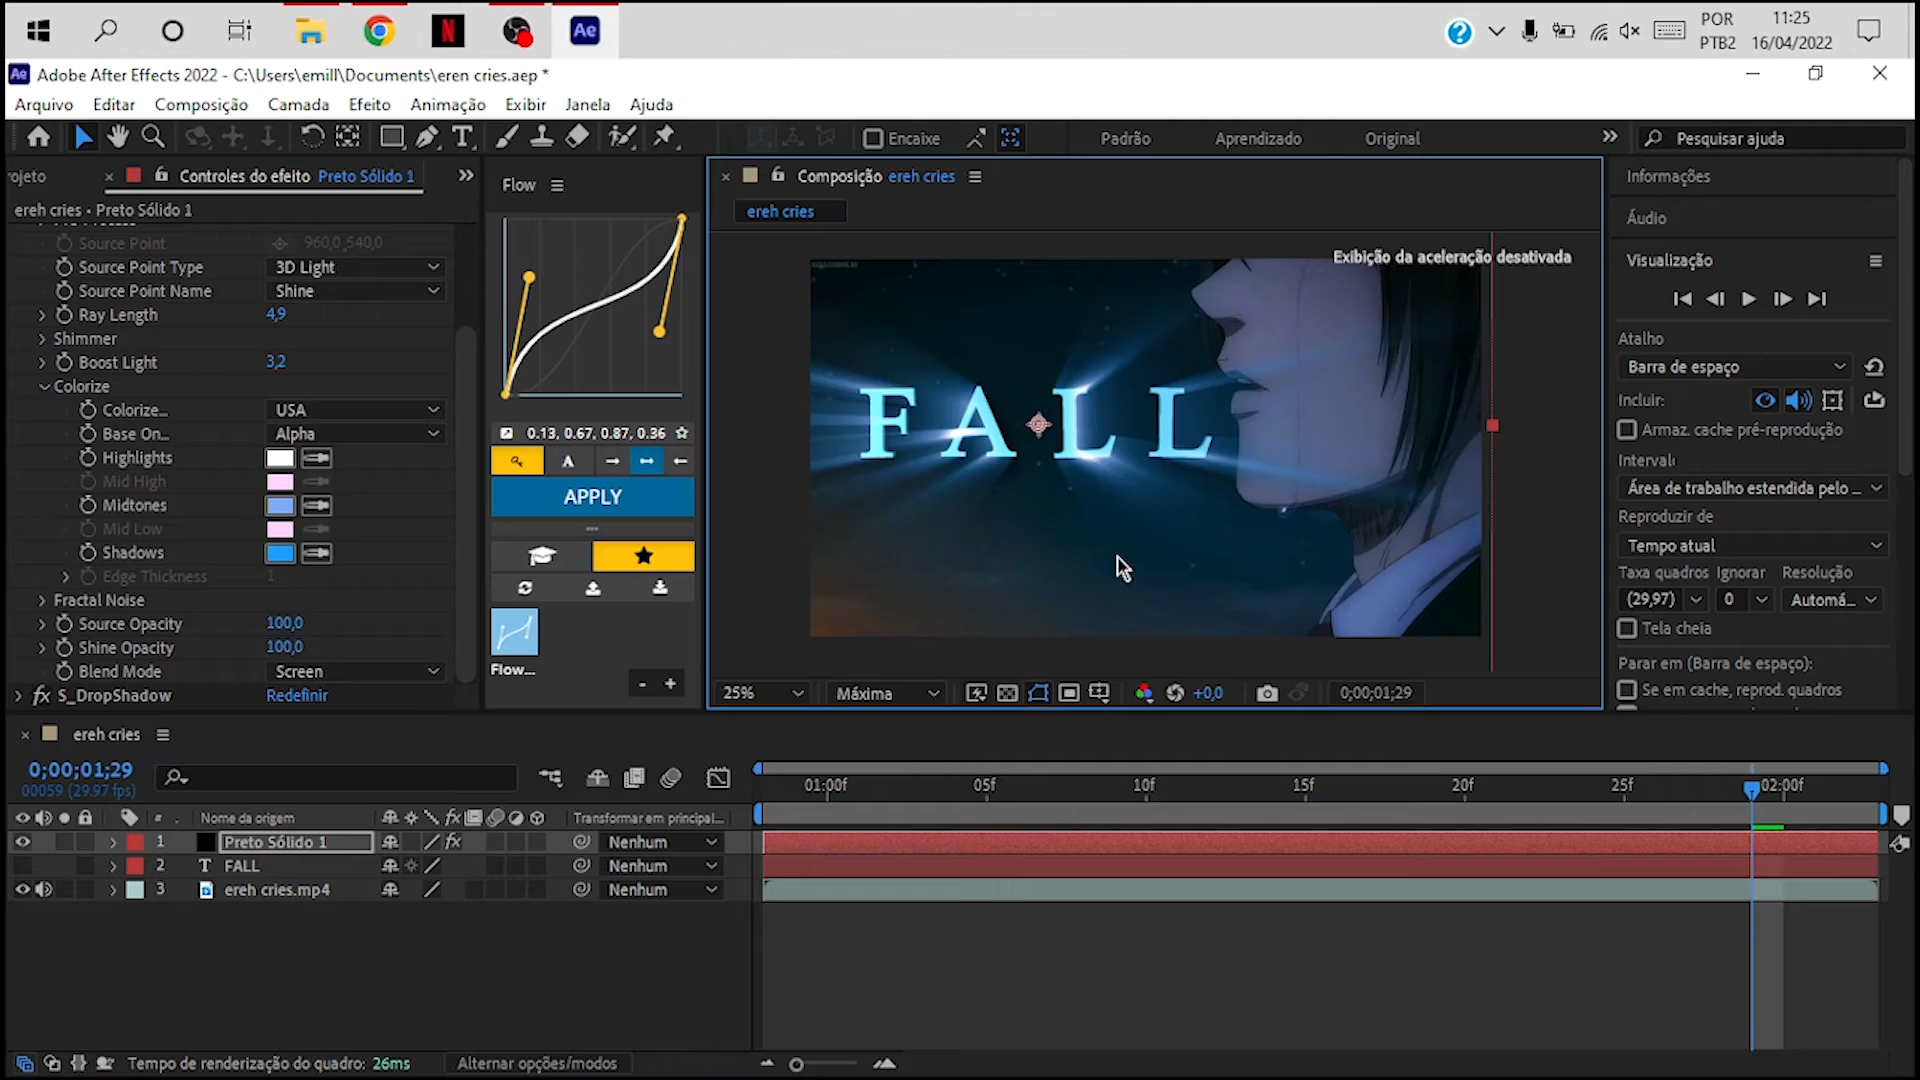 POR
11:25
PTB2
16/04/2022
Ae Adobe After Effects 2022 - C:\Users\emill\Documents\eren cries.aep *
Arquivo Editar Composição Camada Efeito Animação Exibir Janela Ajuda
Encaixe
Padrão
Aprendizado
Original
Pesquisar ajuda
rojeto
Controles do efeito Preto Sólido 1
ereh cries • Preto Sólido 1
Source Point 960,0,540,0
Source Point Type 3D Light
Source Point Name Shine
Ray Length 4,9
Shimmer
Boost Light 3,2
Colorize
Colorize... USA
Base On... Alpha
Highlights
Mid High
Midtones
Mid Low
Shadows
Edge Thickness 1
Fractal Noise
Source Opacity 100,0
Shine Opacity 100,0
Blend Mode Screen
fx S_DropShadow Redefinir
Flow
0.13, 0.67, 0.87, 0.36
A
APPLY
Flow...
- +
Composição ereh cries
ereh cries
Exibição da aceleração desativada
FALL
25%
Máxima
+0,0
0;00;01;29
Informações
Áudio
Visualização
Atalho
Barra de espaço
Incluir:
Armaz. cache pré-reprodução
Intervalo
Área de trabalho estendida pelo ...
Reproduzir de
Tempo atual
Taxa quadros Ignorar Resolução
(29,97) 0 Automá...
Tela cheia
Parar em (Barra de espaço):
Se em cache, reprod. quadros
ereh cries
0;00;01;29
00059 (29.97 fps)
01:00f 05f 10f 15f 20f 25f 02:00f
# Nome da origem fx Transformar em principal...
1 Preto Sólido 1 fx Nenhum
2 T FALL Nenhum
3 ereh cries.mp4 Nenhum
Tempo de renderização do quadro: 26ms
Alternar opções/modos